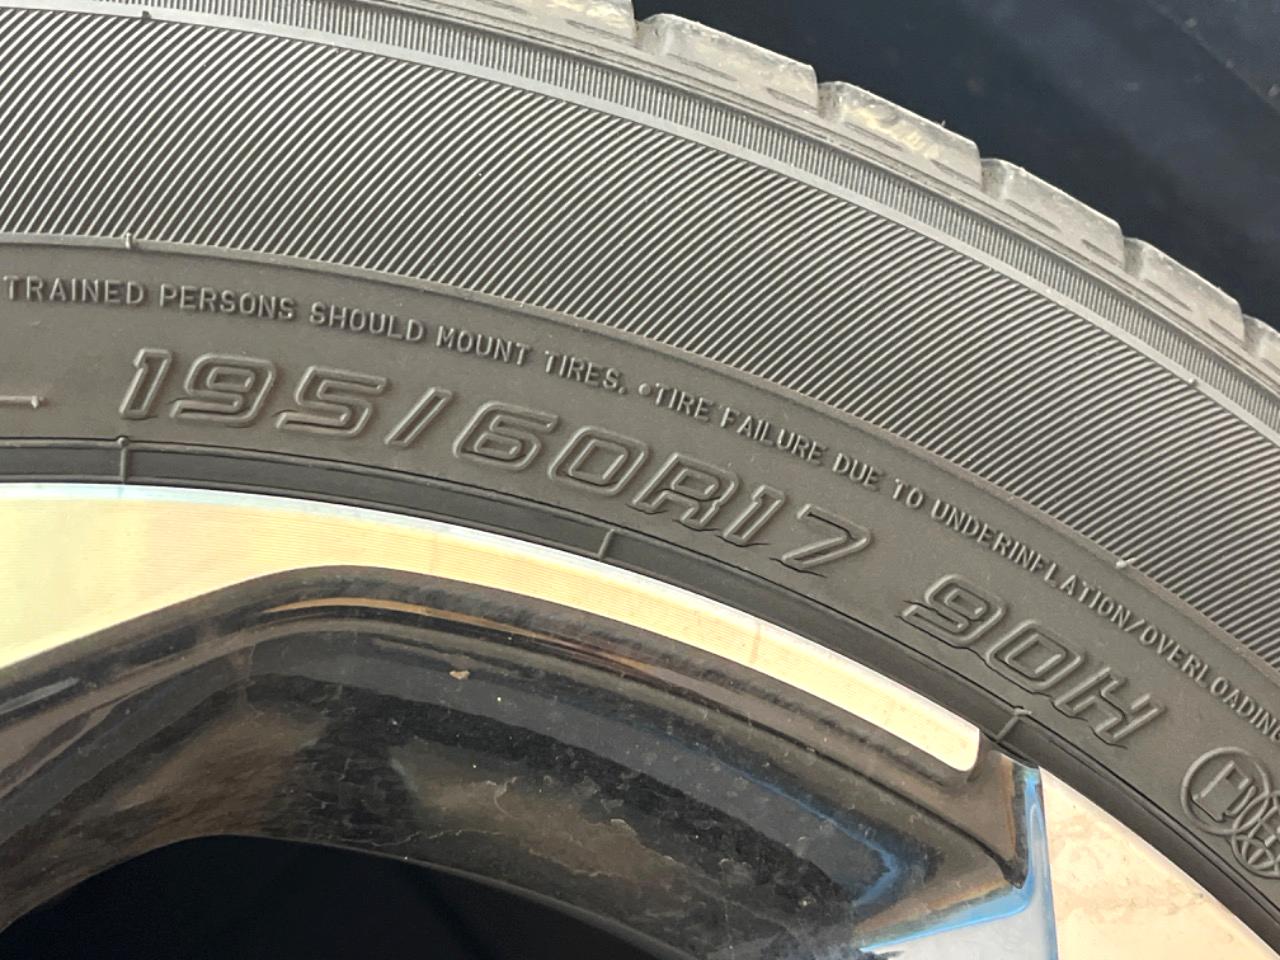 TRAINED PERSONS SHOULD MOUNT TIRES. •TIRE FAILURE DUE TO UNDERINFLATION/OVERLOADING
195/60R17 90H